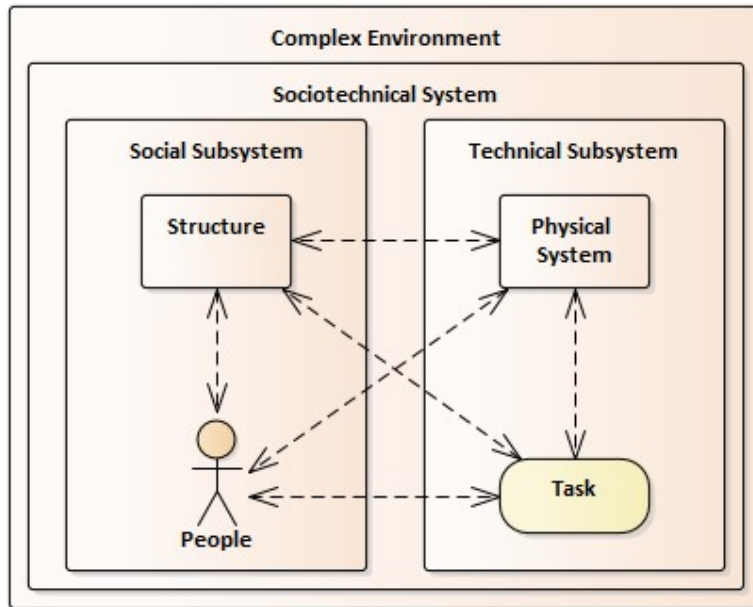 Complex Environment
Sociotechnical System
Social Subsystem
Technical Subsystem
Structure
Physical
System
People
Task